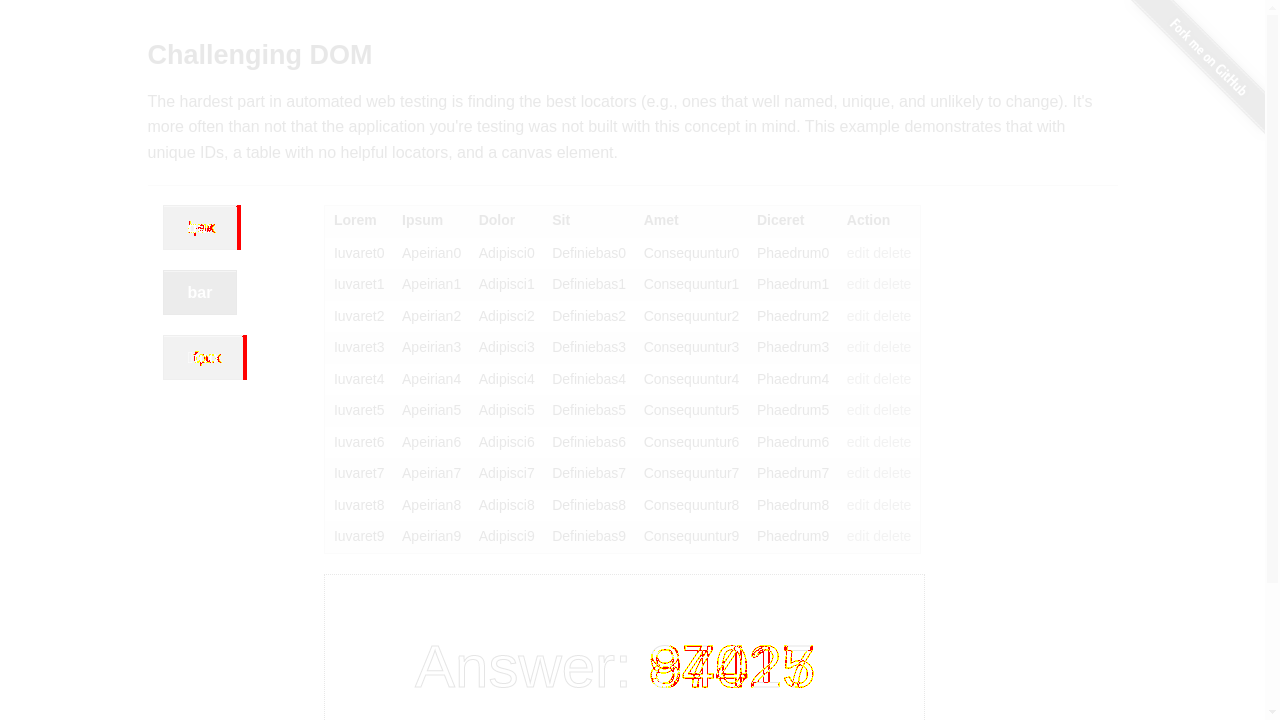 Fork me on GitHub
Challenging DOM
The hardest part in automated web testing is finding the best locators (e.g., ones that well named, unique, and unlikely to change). It's
more often than not that the application you're testing was not built with this concept in mind. This example demonstrates that with
unique IDs, a table with no helpful locators, and a canvas element.
bar
Lorem Ipsum Dolor Sit Amet Diceret Action
Iuvaret0 Apeirian0 Adipisci0 Definiebas0 Consequuntur0 Phaedrum0 edit delete
Iuvaret1 Apeirian1 Adipisci1 Definiebas1 Consequuntur1 Phaedrum1 edit delete
Iuvaret2 Apeirian2 Adipisci2 Definiebas2 Consequuntur2 Phaedrum2 edit delete
Iuvaret3 Apeirian3 Adipisci3 Definiebas3 Consequuntur3 Phaedrum3 edit delete
Iuvaret4 Apeirian4 Adipisci4 Definiebas4 Consequuntur4 Phaedrum4 edit delete
Iuvaret5 Apeirian5 Adipisci5 Definiebas5 Consequuntur5 Phaedrum5 edit delete
Iuvaret6 Apeirian6 Adipisci6 Definiebas6 Consequuntur6 Phaedrum6 edit delete
Iuvaret7 Apeirian7 Adipisci7 Definiebas7 Consequuntur7 Phaedrum7 edit delete
Iuvaret8 Apeirian8 Adipisci8 Definiebas8 Consequuntur8 Phaedrum8 edit delete
Iuvaret9 Apeirian9 Adipisci9 Definiebas9 Consequuntur9 Phaedrum9 edit delete
Answer: